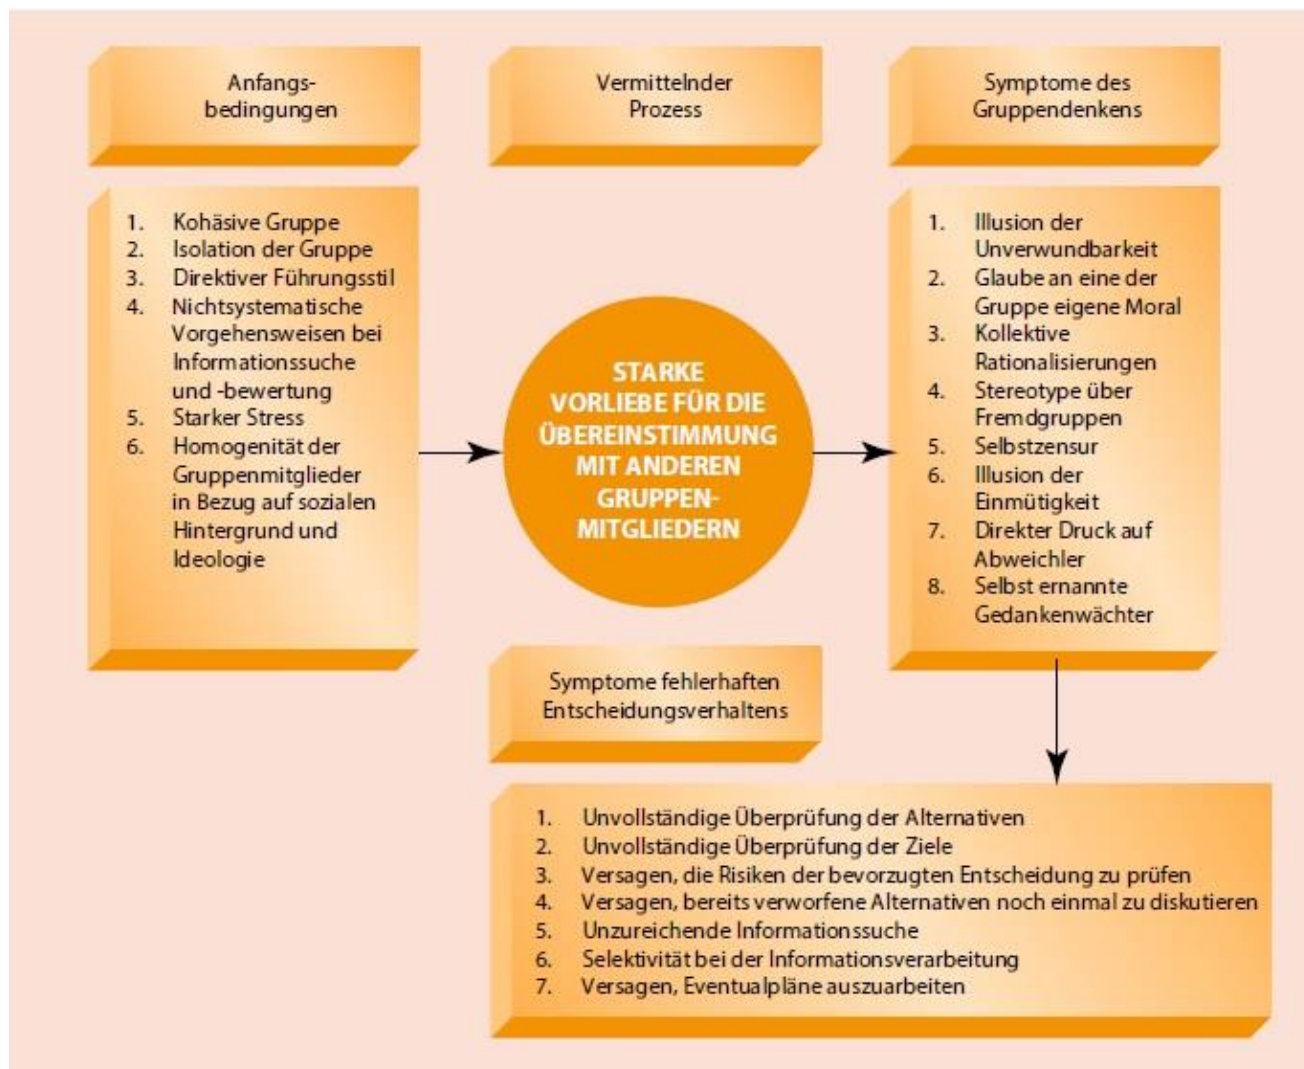 Anfangs-
bedingungen
Vermittelnder
Prozess
Symptome des
Gruppendenkens
1. Kohäsive Gruppe
2. Isolation der Gruppe
3. Direktiver Führungsstil
4. Nichtsystematische
Vorgehensweisen bei
Informationssuche
und -bewertung
5. Starker Stress
6. Homogenität der
Gruppenmitglieder
in Bezug auf sozialen
Hintergrund und
Ideologie
STARKE
VORLIEBE FÜR DIE
ÜBEREINSTIMMUNG
MIT ANDEREN
GRUPPEN-
MITGLIEDERN
1. Illusion der
Unverwundbarkeit
2. Glaube an eine der
Gruppe eigene Moral
3. Kollektive
Rationalisierungen
4. Stereotype über
Fremdgruppen
5. Selbstzensur
6. Illusion der
Einmütigkeit
7. Direkter Druck auf
Abweichler
8. Selbst ernannte
Gedankenwächter
Symptome fehlerhaften
Entscheidungsverhaltens
1. Unvollständige Überprüfung der Alternativen
2. Unvollständige Überprüfung der Ziele
3. Versagen, die Risiken der bevorzugten Entscheidung zu prüfen
4. Versagen, bereits verworfene Alternativen noch einmal zu diskutieren
5. Unzureichende Informationssuche
6. Selektivität bei der Informationsverarbeitung
7. Versagen, Eventualpläne auszuarbeiten